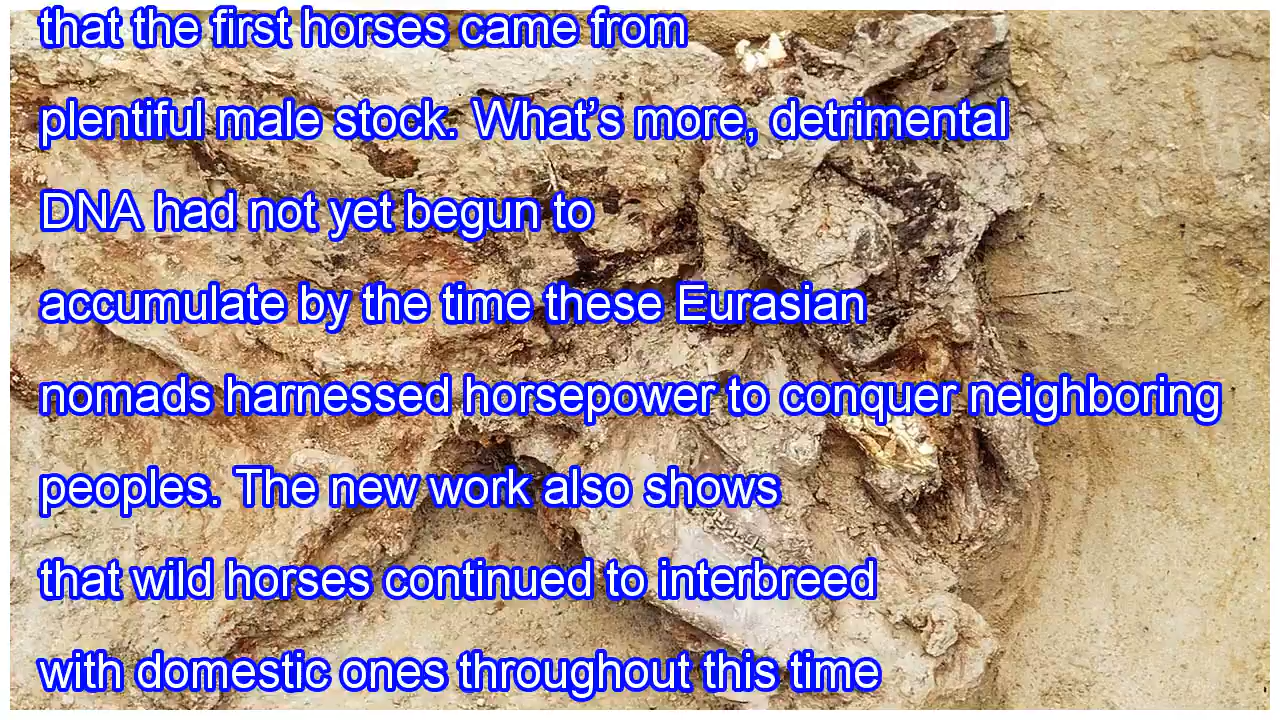 that the first horses came from
plentiful male stock. What’s more, detrimental
DNA had not yet begun to
accumulate by the time these Eurasian
nomads harnessed horsepower to conquer neighboring
peoples. The new work also shows
that wild horses continued to interbreed
with domestic ones throughout this time